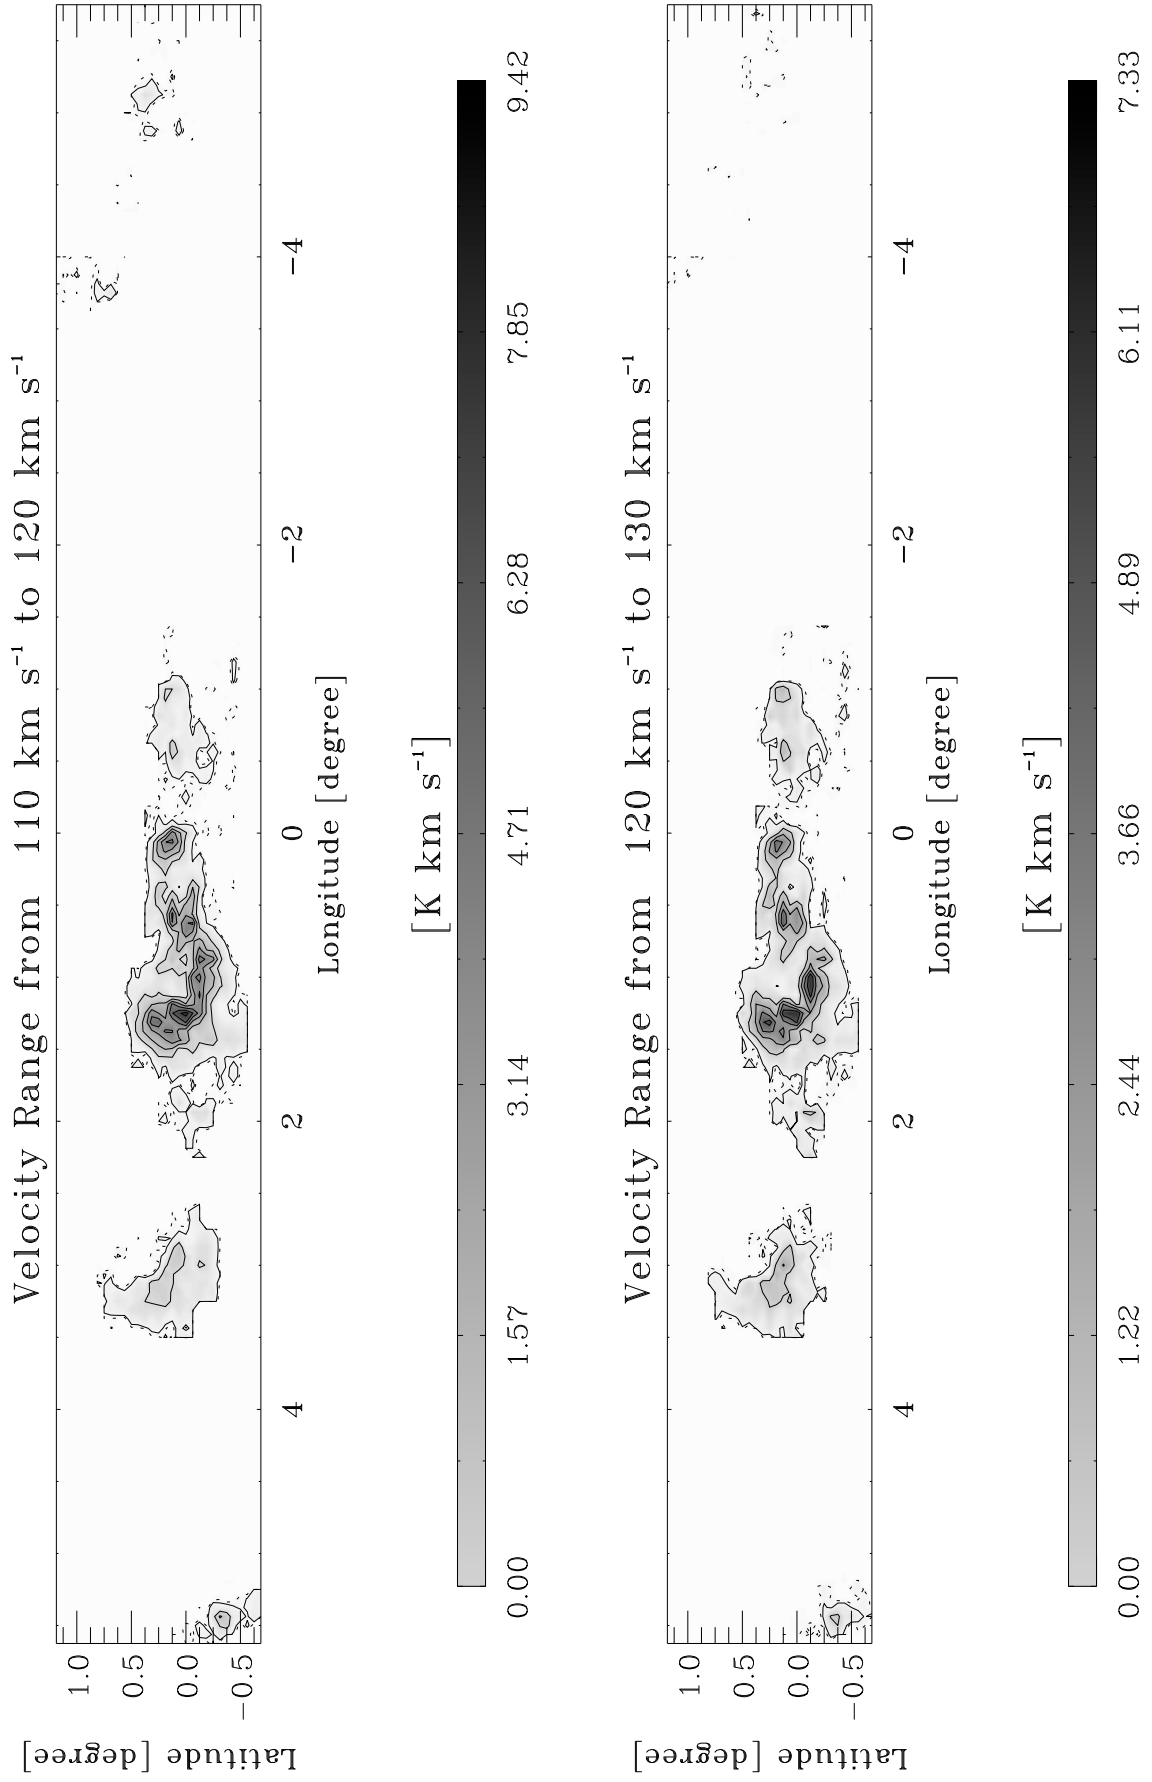 Velocity Range from 110 km s⁻¹ to 120 km s⁻¹
Latitude [degree]
1.0
0.5
0.0
−0.5
4 2 0 −2 −4
Longitude [degree]
[K km s⁻¹]
0.00 1.57 3.14 4.71 6.28 7.85 9.42
Velocity Range from 120 km s⁻¹ to 130 km s⁻¹
Latitude [degree]
1.0
0.5
0.0
−0.5
4 2 0 −2 −4
Longitude [degree]
[K km s⁻¹]
0.00 1.22 2.44 3.66 4.89 6.11 7.33